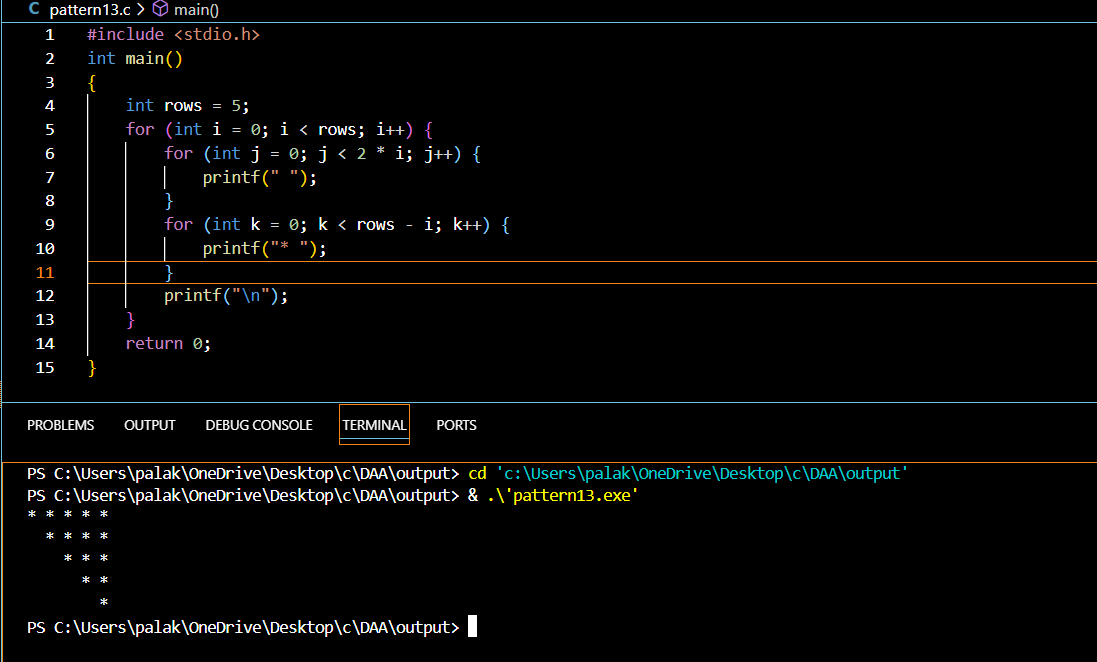 C pattern13.c > main()
1 #include <stdio.h>
2 int main()
3 {
4     int rows = 5;
5     for (int i = 0; i < rows; i++) {
6         for (int j = 0; j < 2 * i; j++) {
7             printf(" ");
8         }
9         for (int k = 0; k < rows - i; k++) {
10             printf("* ");
11         }
12         printf("\n");
13     }
14     return 0;
15 }
PROBLEMS OUTPUT DEBUG CONSOLE TERMINAL PORTS
PS C:\Users\palak\OneDrive\Desktop\c\DAA\output> cd 'c:\Users\palak\OneDrive\Desktop\c\DAA\output'
PS C:\Users\palak\OneDrive\Desktop\c\DAA\output> & .\'pattern13.exe'
* * * * *
  * * * *
    * * *
      * *
        *
PS C:\Users\palak\OneDrive\Desktop\c\DAA\output>